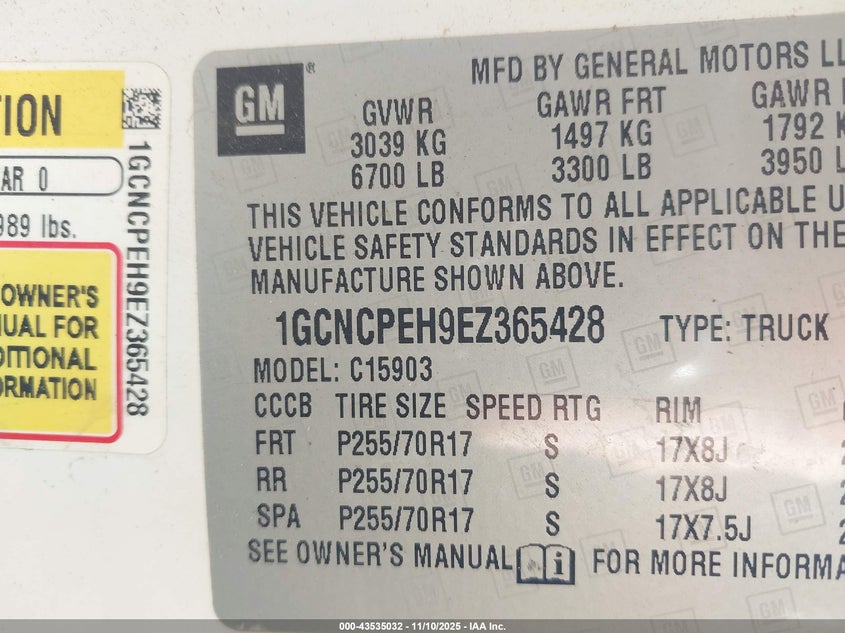 TION
AR 0
989 lbs.
OWNER'S
UAL FOR
DITIONAL
ORMATION
1GCNCPEH9EZ365428
GM
®
MFD BY GENERAL MOTORS LL
GVWR GAWR FRT GAWR
3039 KG 1497 KG 1792 K
6700 LB 3300 LB 3950 L
THIS VEHICLE CONFORMS TO ALL APPLICABLE U
VEHICLE SAFETY STANDARDS IN EFFECT ON THE
MANUFACTURE SHOWN ABOVE.
1GCNCPEH9EZ365428 TYPE: TRUCK
MODEL: C15903
CCCB TIRE SIZE SPEED RTG RIM
FRT P255/70R17 S 17X8J 2
RR P255/70R17 S 17X8J 2
SPA P255/70R17 S 17X7.5J 2
SEE OWNER'S MANUAL i FOR MORE INFORMA
000-43535032 - 11/10/2025 - IAA Inc.